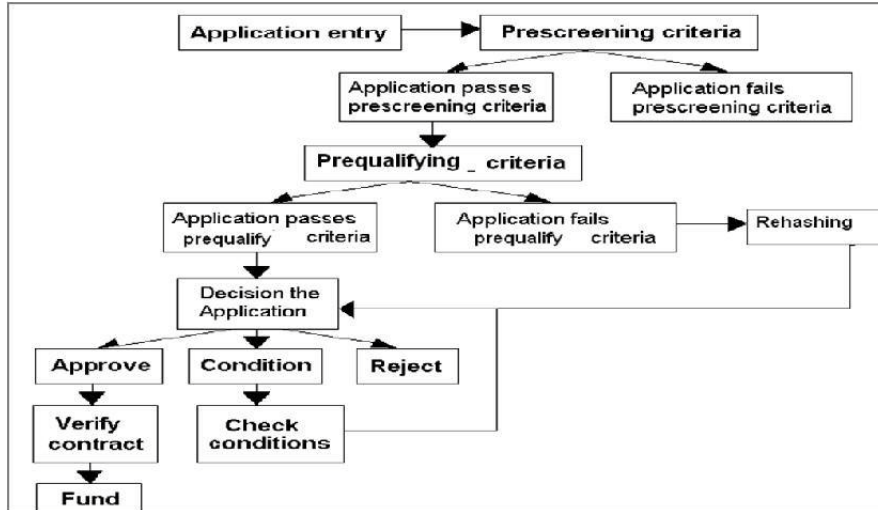 Application entry
Prescreening criteria
Application passes
prescreening criteria
Application fails
prescreening criteria
Prequalifying _ criteria
Application passes
prequalify criteria
Application fails
prequalify criteria
Rehashing
Decision the
Application
Approve
Condition
Reject
Verify
contract
Check
conditions
Fund